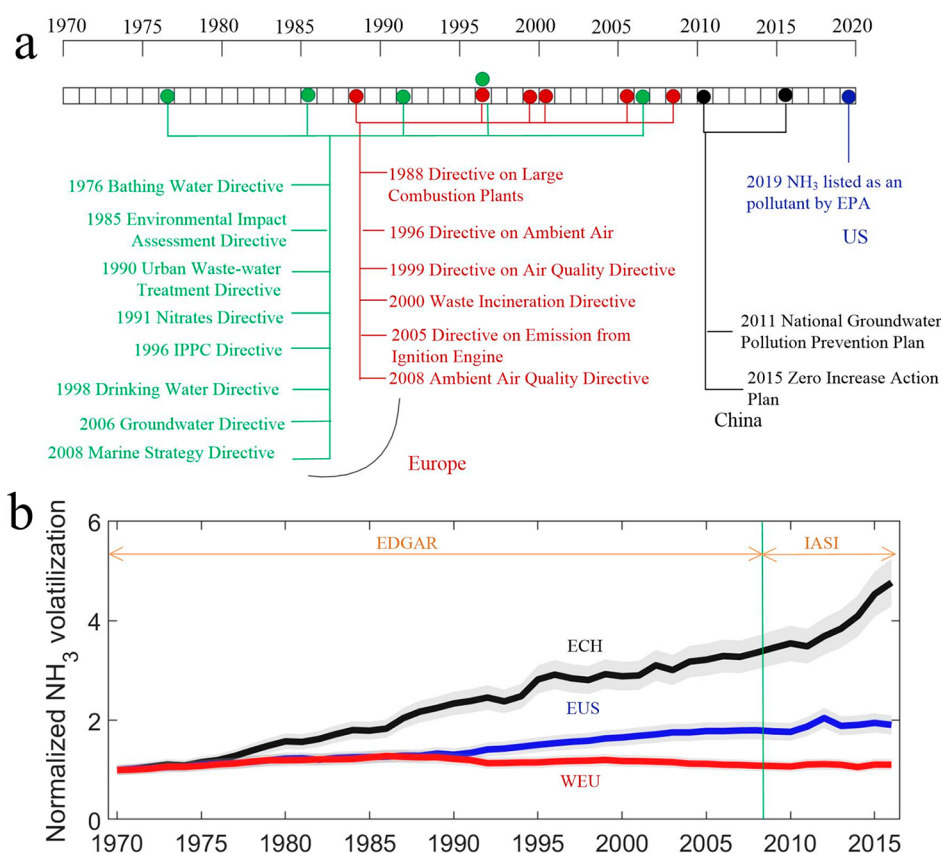 a
1970 1975 1980 1985 1990 1995 2000 2005 2010 2015 2020
1976 Bathing Water Directive
1985 Environmental Impact
Assessment Directive
1990 Urban Waste-water
Treatment Directive
1991 Nitrates Directive
1996 IPPC Directive
1998 Drinking Water Directive
2006 Groundwater Directive
2008 Marine Strategy Directive
1988 Directive on Large
Combustion Plants
1996 Directive on Ambient Air
1999 Directive on Air Quality Directive
2000 Waste Incineration Directive
2005 Directive on Emission from
Ignition Engine
2008 Ambient Air Quality Directive
Europe
2011 National Groundwater
Pollution Prevention Plan
2015 Zero Increase Action
Plan
China
2019 NH3 listed as an
pollutant by EPA
US
b
Normalized NH3 volatilization
6
4
2
0
EDGAR
IASI
ECH
EUS
WEU
1970 1975 1980 1985 1990 1995 2000 2005 2010 2015